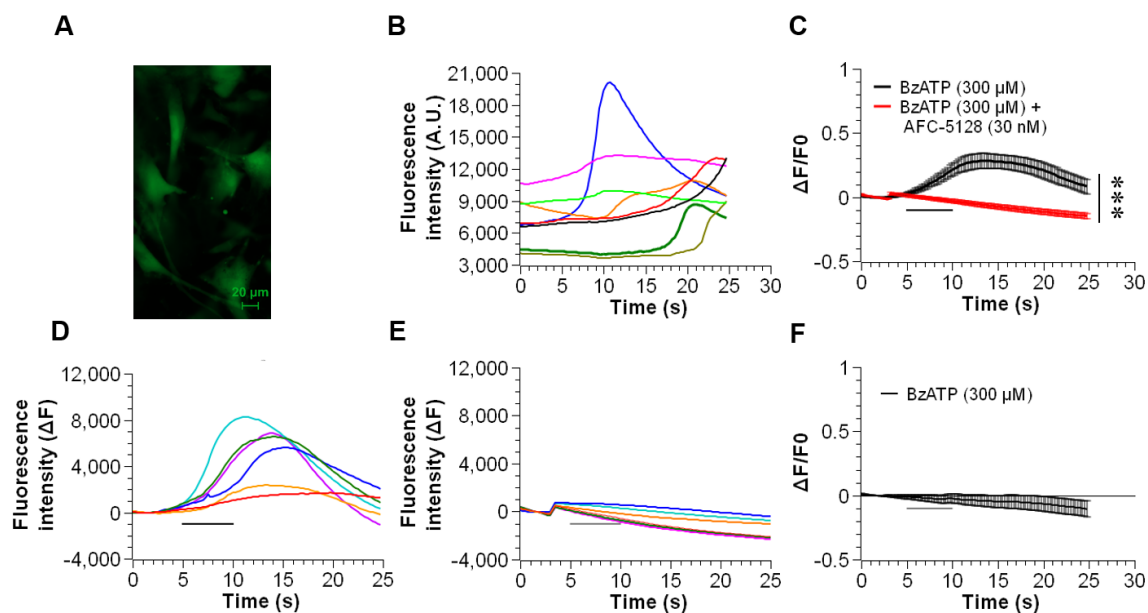 A
20 µm
B
Fluorescence
intensity (A.U.)
21,000
18,000
15,000
12,000
9,000
6,000
3,000
0 5 10 15 20 25 30
Time (s)
C
ΔF/F0
1
0.5
0
-0.5
BzATP (300 µM)
BzATP (300 µM) +
AFC-5128 (30 nM)
***
0 5 10 15 20 25 30
Time (s)
D
Fluorescence
intensity (ΔF)
12,000
8,000
4,000
0
-4,000
0 5 10 15 20 25
Time (s)
E
Fluorescence
intensity (ΔF)
12,000
8,000
4,000
0
-4,000
0 5 10 15 20 25
Time (s)
F
ΔF/F0
1
0.5
0
-0.5
BzATP (300 µM)
0 5 10 15 20 25 30
Time (s)